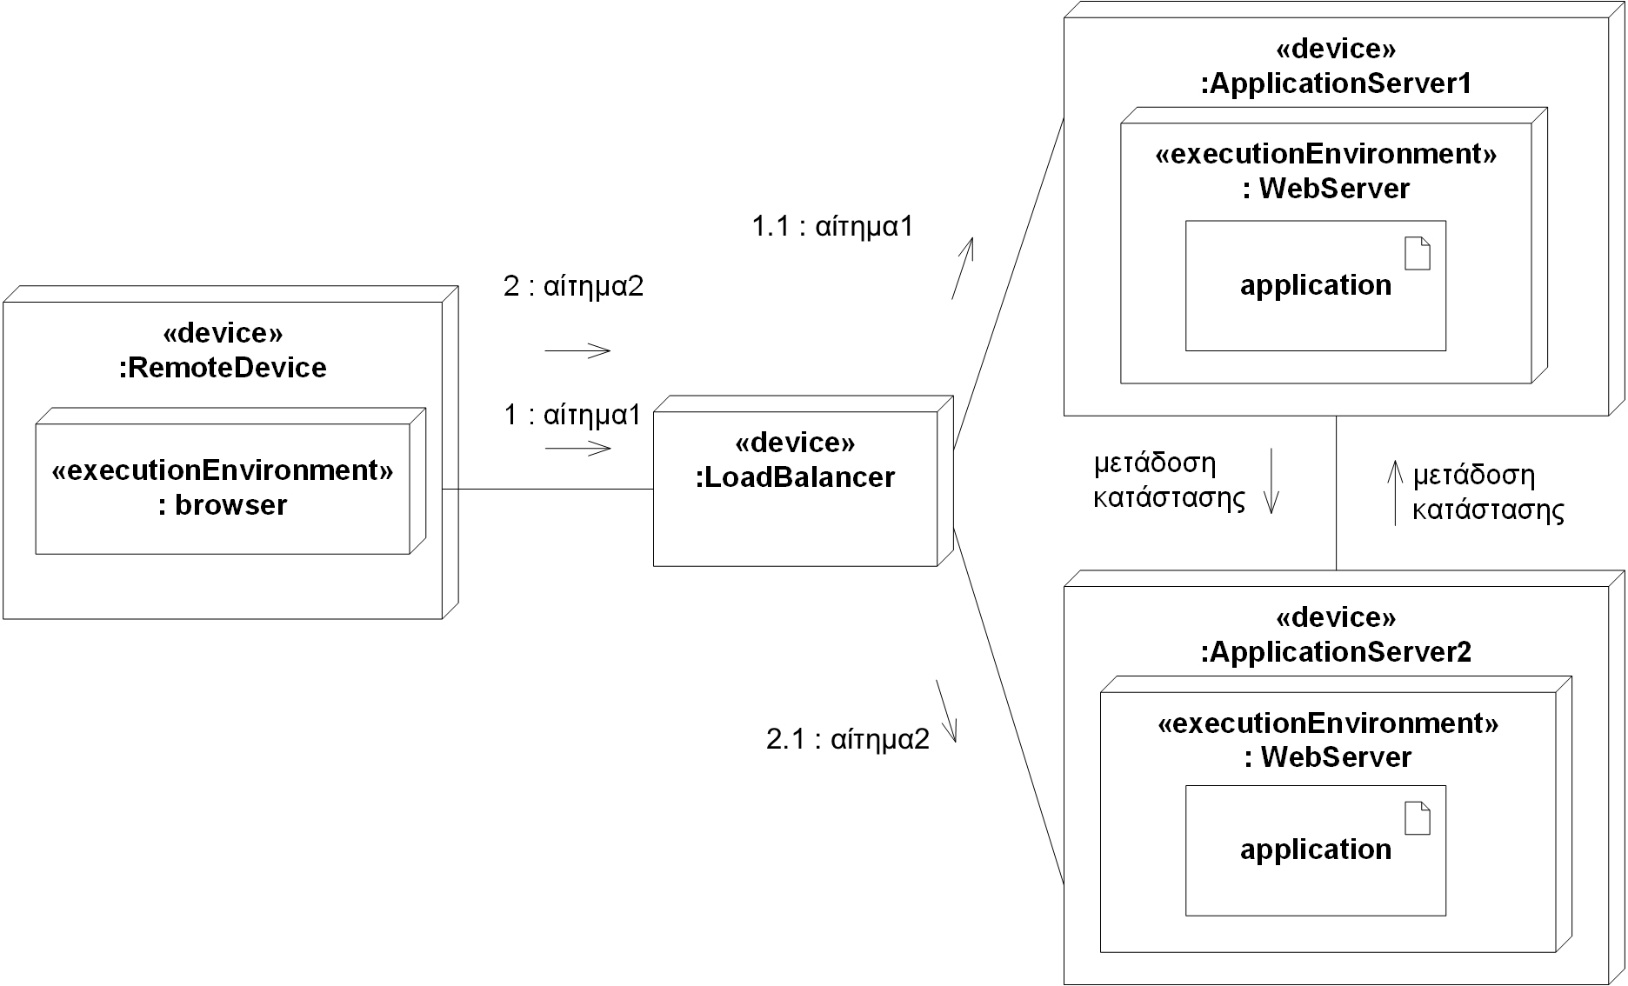 «device»
:RemoteDevice
«executionEnvironment»
: browser
2 : αίτημα2
1 : αίτημα1
«device»
:LoadBalancer
1.1 : αίτημα1
2.1 : αίτημα2
«device»
:ApplicationServer1
«executionEnvironment»
: WebServer
application
μετάδοση
κατάστασης
μετάδοση
κατάστασης
«device»
:ApplicationServer2
«executionEnvironment»
: WebServer
application